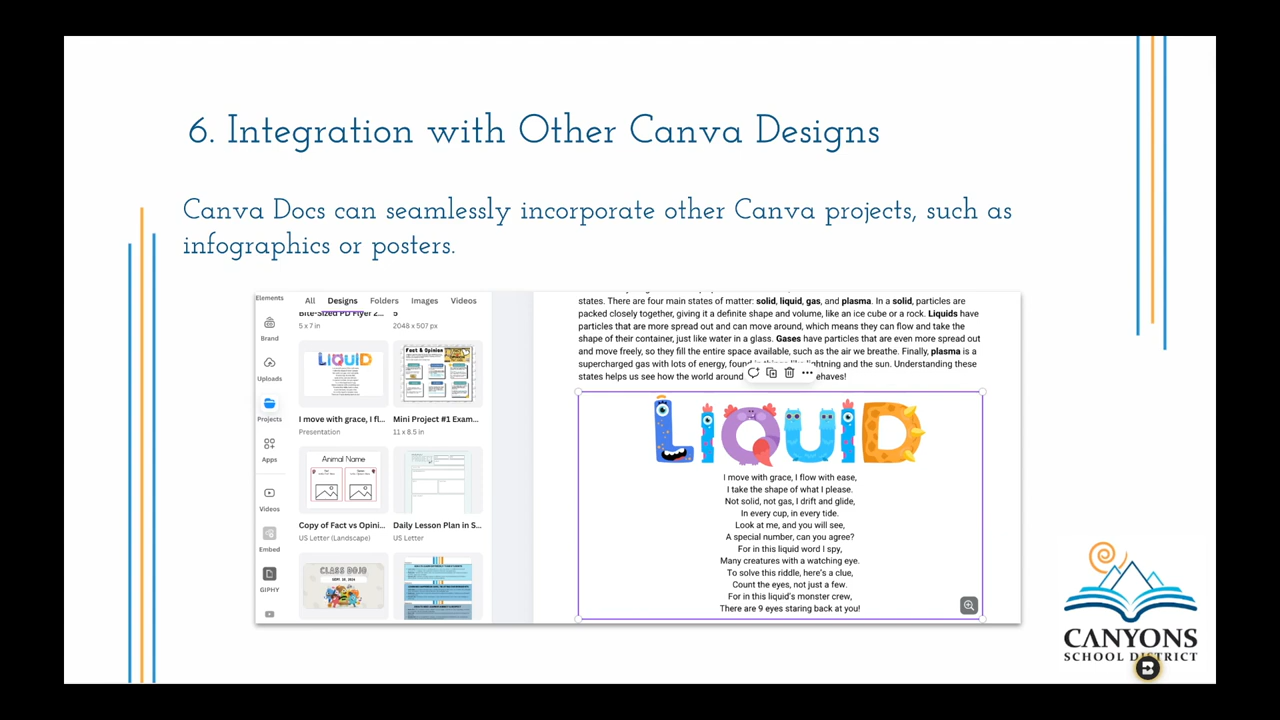 6. Integration with Other Canva Designs
Canva Docs can seamlessly incorporate other Canva projects, such as
infographics or posters.
Elements
Brand
Uploads
Projects
Apps
Videos
Embed
GIPHY
All Designs Folders Images Videos
Bite-Sized PD Flyer 2... 5
5 x 7 in 2048 x 507 px
LIQUID
Fact & Opinion
I move with grace, I fl... Mini Project #1 Exam...
Presentation 11 x 8.5 in
Animal Name
Copy of Fact vs Opini... Daily Lesson Plan in S...
US Letter (Landscape) US Letter
CLASS DOJO
states. There are four main states of matter: solid, liquid, gas, and plasma. In a solid, particles are
packed closely together, giving it a definite shape and volume, like an ice cube or a rock. Liquids have
particles that are more spread out and can move around, which means they can flow and take the
shape of their container, just like water in a glass. Gases have particles that are even more spread out
and move freely, so they fill the entire space available, such as the air we breathe. Finally, plasma is a
supercharged gas with lots of energy, found in things like lightning and the sun. Understanding these
states helps us see how the world around behaves!
LIQUID
I move with grace, I flow with ease,
I take the shape of what I please.
Not solid, not gas, I drift and glide,
In every cup, in every tide.
Look at me, and you will see,
A special number, can you agree?
For in this liquid word I spy,
Many creatures with a watching eye.
To solve this riddle, here's a clue,
Count the eyes, not just a few.
For in this liquid's monster crew,
There are 9 eyes staring back at you!
CANYONS
SCHOOL DISTRICT